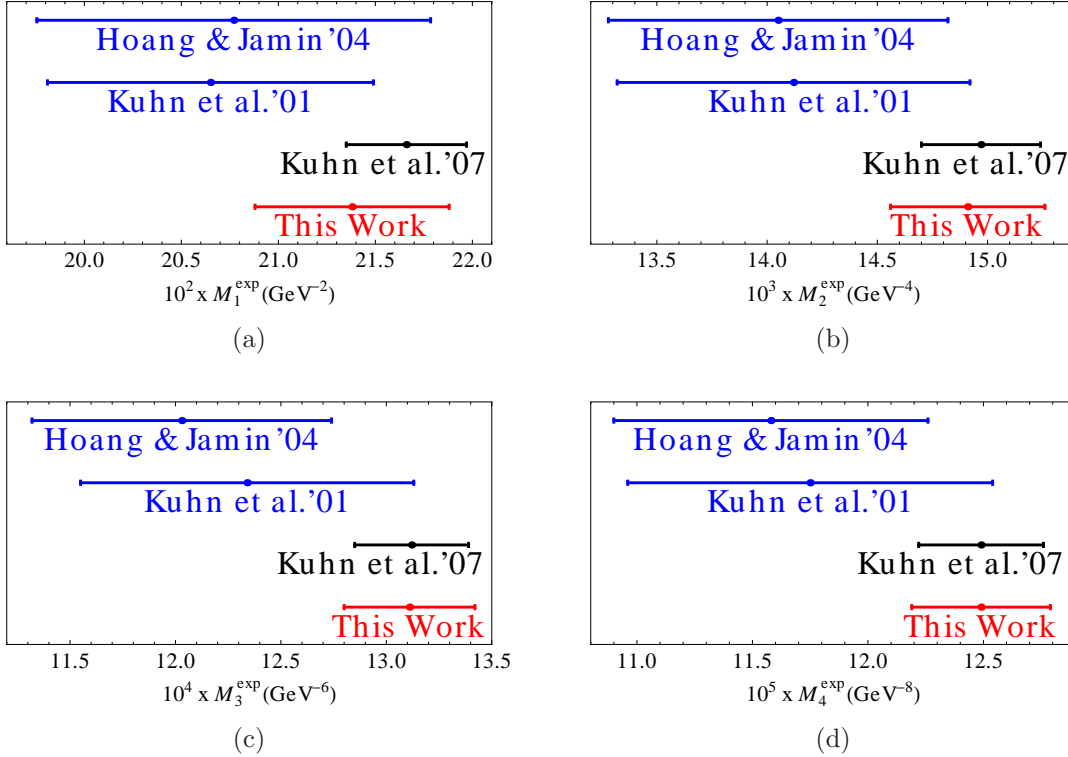 Hoang & Jamin '04
Kuhn et al.'01
Kuhn et al.'07
This Work
20.0 20.5 21.0 21.5 22.0
10² x M₁^exp (GeV⁻²)
(a)
Hoang & Jamin '04
Kuhn et al.'01
Kuhn et al.'07
This Work
13.5 14.0 14.5 15.0
10³ x M₂^exp (GeV⁻⁴)
(b)
Hoang & Jamin '04
Kuhn et al.'01
Kuhn et al.'07
This Work
11.5 12.0 12.5 13.0 13.5
10⁴ x M₃^exp (GeV⁻⁶)
(c)
Hoang & Jamin '04
Kuhn et al.'01
Kuhn et al.'07
This Work
11.0 11.5 12.0 12.5
10⁵ x M₄^exp (GeV⁻⁸)
(d)